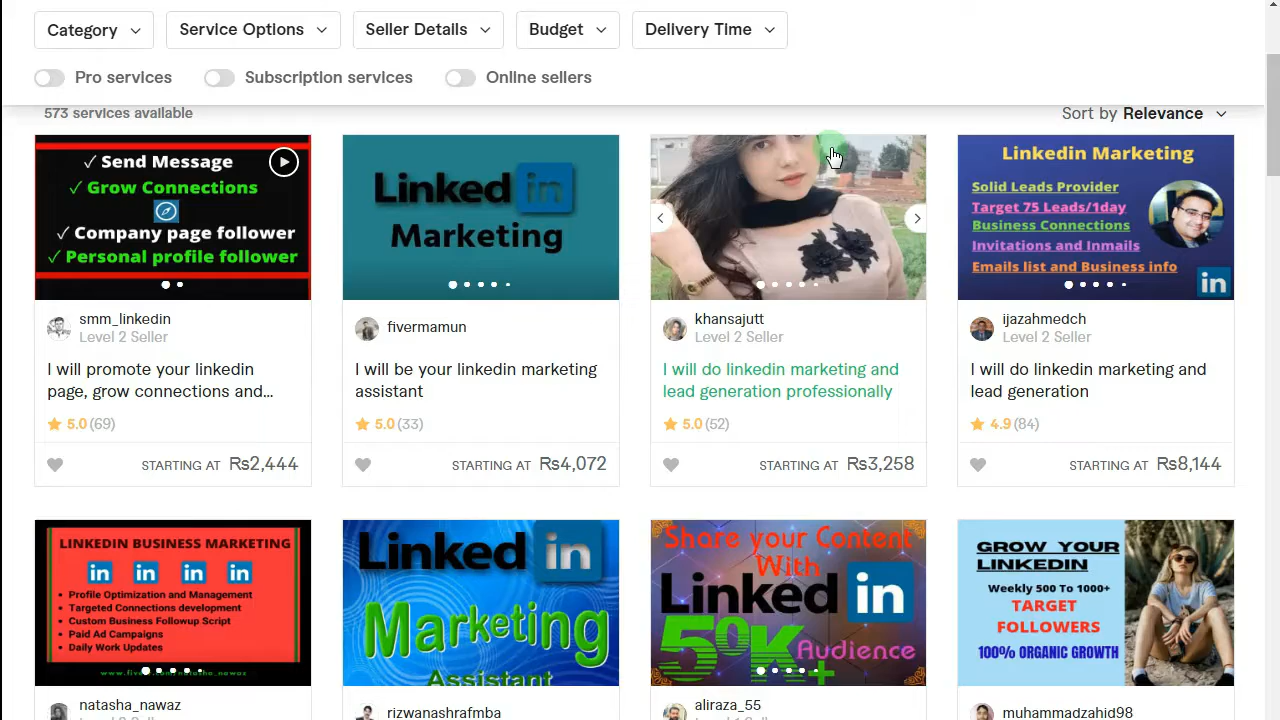 Category
Service Options
Seller Details
Budget
Delivery Time
Pro services
Subscription services
Online sellers
573 services available
Sort by Relevance
✓ Send Message
✓ Grow Connections
✓ Company page follower
✓ Personal profile follower
Linked in
Marketing
Linkedin Marketing
Solid Leads Provider
Target 75 Leads/1day
Business Connections
Invitations and Inmails
Emails list and Business info
in
smm_linkedin
Level 2 Seller
I will promote your linkedin
page, grow connections and...
5.0 (69)
STARTING AT Rs2,444
fivermamun
I will be your linkedin marketing
assistant
5.0 (33)
STARTING AT Rs4,072
khansajutt
Level 2 Seller
I will do linkedin marketing and
lead generation professionally
5.0 (52)
STARTING AT Rs3,258
ijazahmedch
Level 2 Seller
I will do linkedin marketing and
lead generation
4.9 (84)
STARTING AT Rs8,144
LINKEDIN BUSINESS MARKETING
in in in in
• Profile Optimization and Management
• Targeted Connections development
• Custom Business Followup Script
• Paid Ad Campaigns
• Daily Work Updates
Linked in
Marketing
Assistant
Share your Content
With
Linked in
50K+
Audience
GROW YOUR
LINKEDIN
Weekly 500 To 1000+
TARGET
FOLLOWERS
100% ORGANIC GROWTH
natasha_nawaz
rizwanashrafmba
aliraza_55
muhammadzahid98